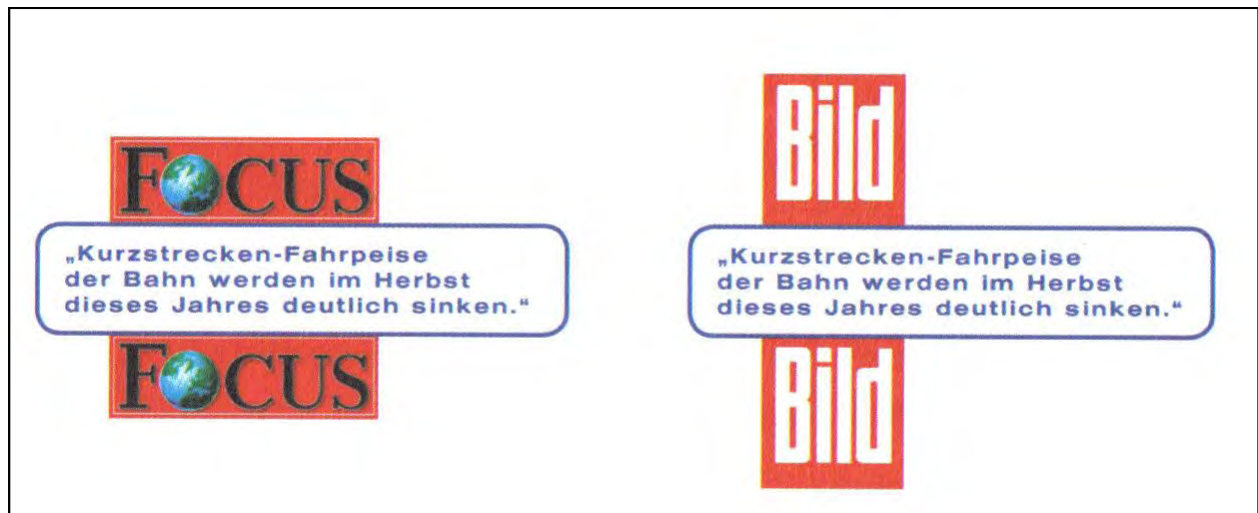 FOCUS
„Kurzstrecken-Fahrpeise
der Bahn werden im Herbst
dieses Jahres deutlich sinken.“
FOCUS
Bild
„Kurzstrecken-Fahrpeise
der Bahn werden im Herbst
dieses Jahres deutlich sinken.“
Bild